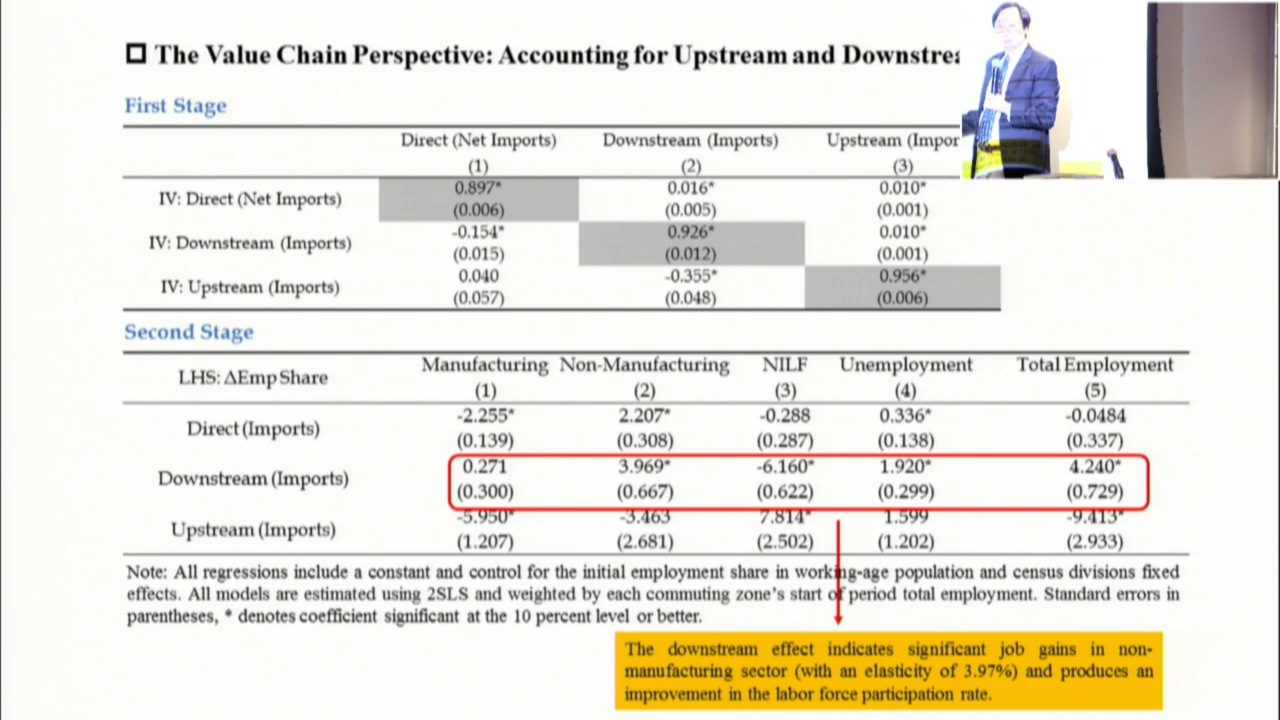 The Value Chain Perspective: Accounting for Upstream and Downstrea
First Stage
Direct (Net Imports) Downstream (Imports) Upstream (Impor
(1) (2) (3)
IV: Direct (Net Imports) 0.897* 0.016* 0.010*
(0.006) (0.005) (0.001)
IV: Downstream (Imports) -0.154* 0.926* 0.010*
(0.015) (0.012) (0.001)
IV: Upstream (Imports) 0.040 -0.355* 0.956*
(0.057) (0.048) (0.006)
Second Stage
LHS: ΔEmp Share Manufacturing Non-Manufacturing NILF Unemployment Total Employment
(1) (2) (3) (4) (5)
Direct (Imports) -2.255* 2.207* -0.288 0.336* -0.0484
(0.139) (0.308) (0.287) (0.138) (0.337)
Downstream (Imports) 0.271 3.969* -6.160* 1.920* 4.240*
(0.300) (0.667) (0.622) (0.299) (0.729)
Upstream (Imports) -5.950* -3.463 7.814* 1.599 -9.413*
(1.207) (2.681) (2.502) (1.202) (2.933)
Note: All regressions include a constant and control for the initial employment share in working-age population and census divisions fixed
effects. All models are estimated using 2SLS and weighted by each commuting zone's start of period total employment. Standard errors in
parentheses, * denotes coefficient significant at the 10 percent level or better.
The downstream effect indicates significant job gains in non-
manufacturing sector (with an elasticity of 3.97%) and produces an
improvement in the labor force participation rate.